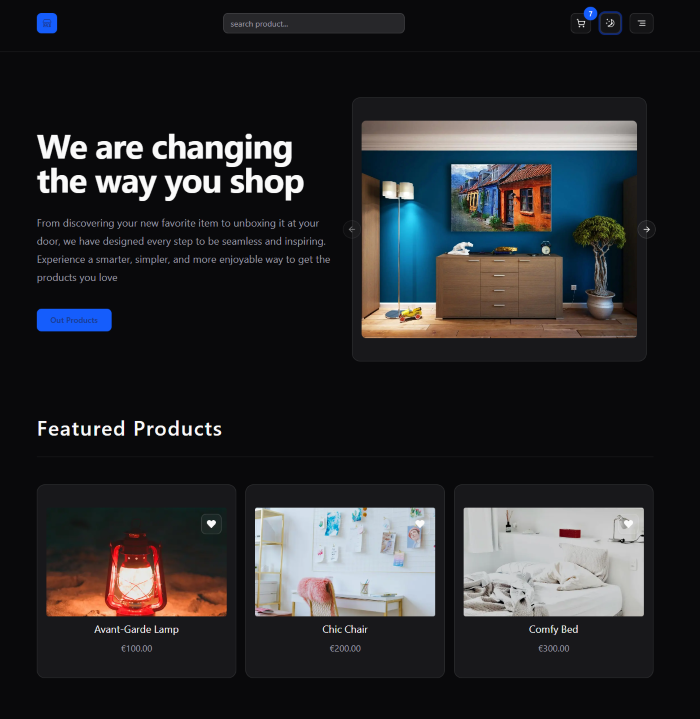 search product...
7
We are changing
the way you shop
From discovering your new favorite item to unboxing it at your
door, we have designed every step to be seamless and inspiring.
Experience a smarter, simpler, and more enjoyable way to get the
products you love
Out Products
Featured Products
Avant-Garde Lamp
€100.00
Chic Chair
€200.00
Comfy Bed
€300.00